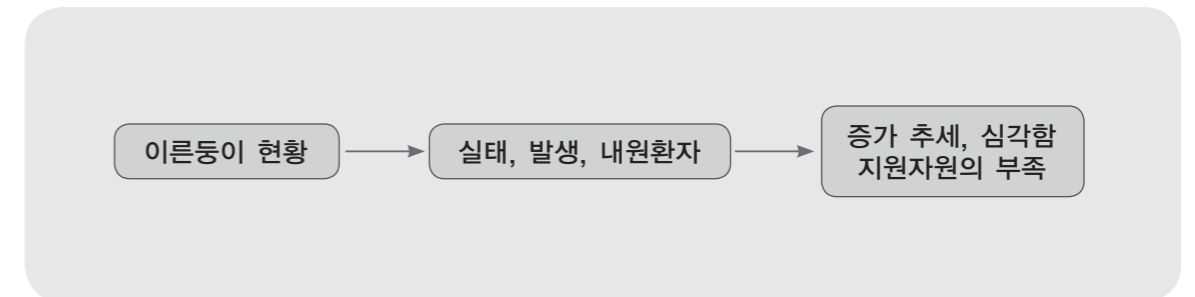 이른둥이 현황
실태, 발생, 내원환자
증가 추세, 심각함
지원자원의 부족